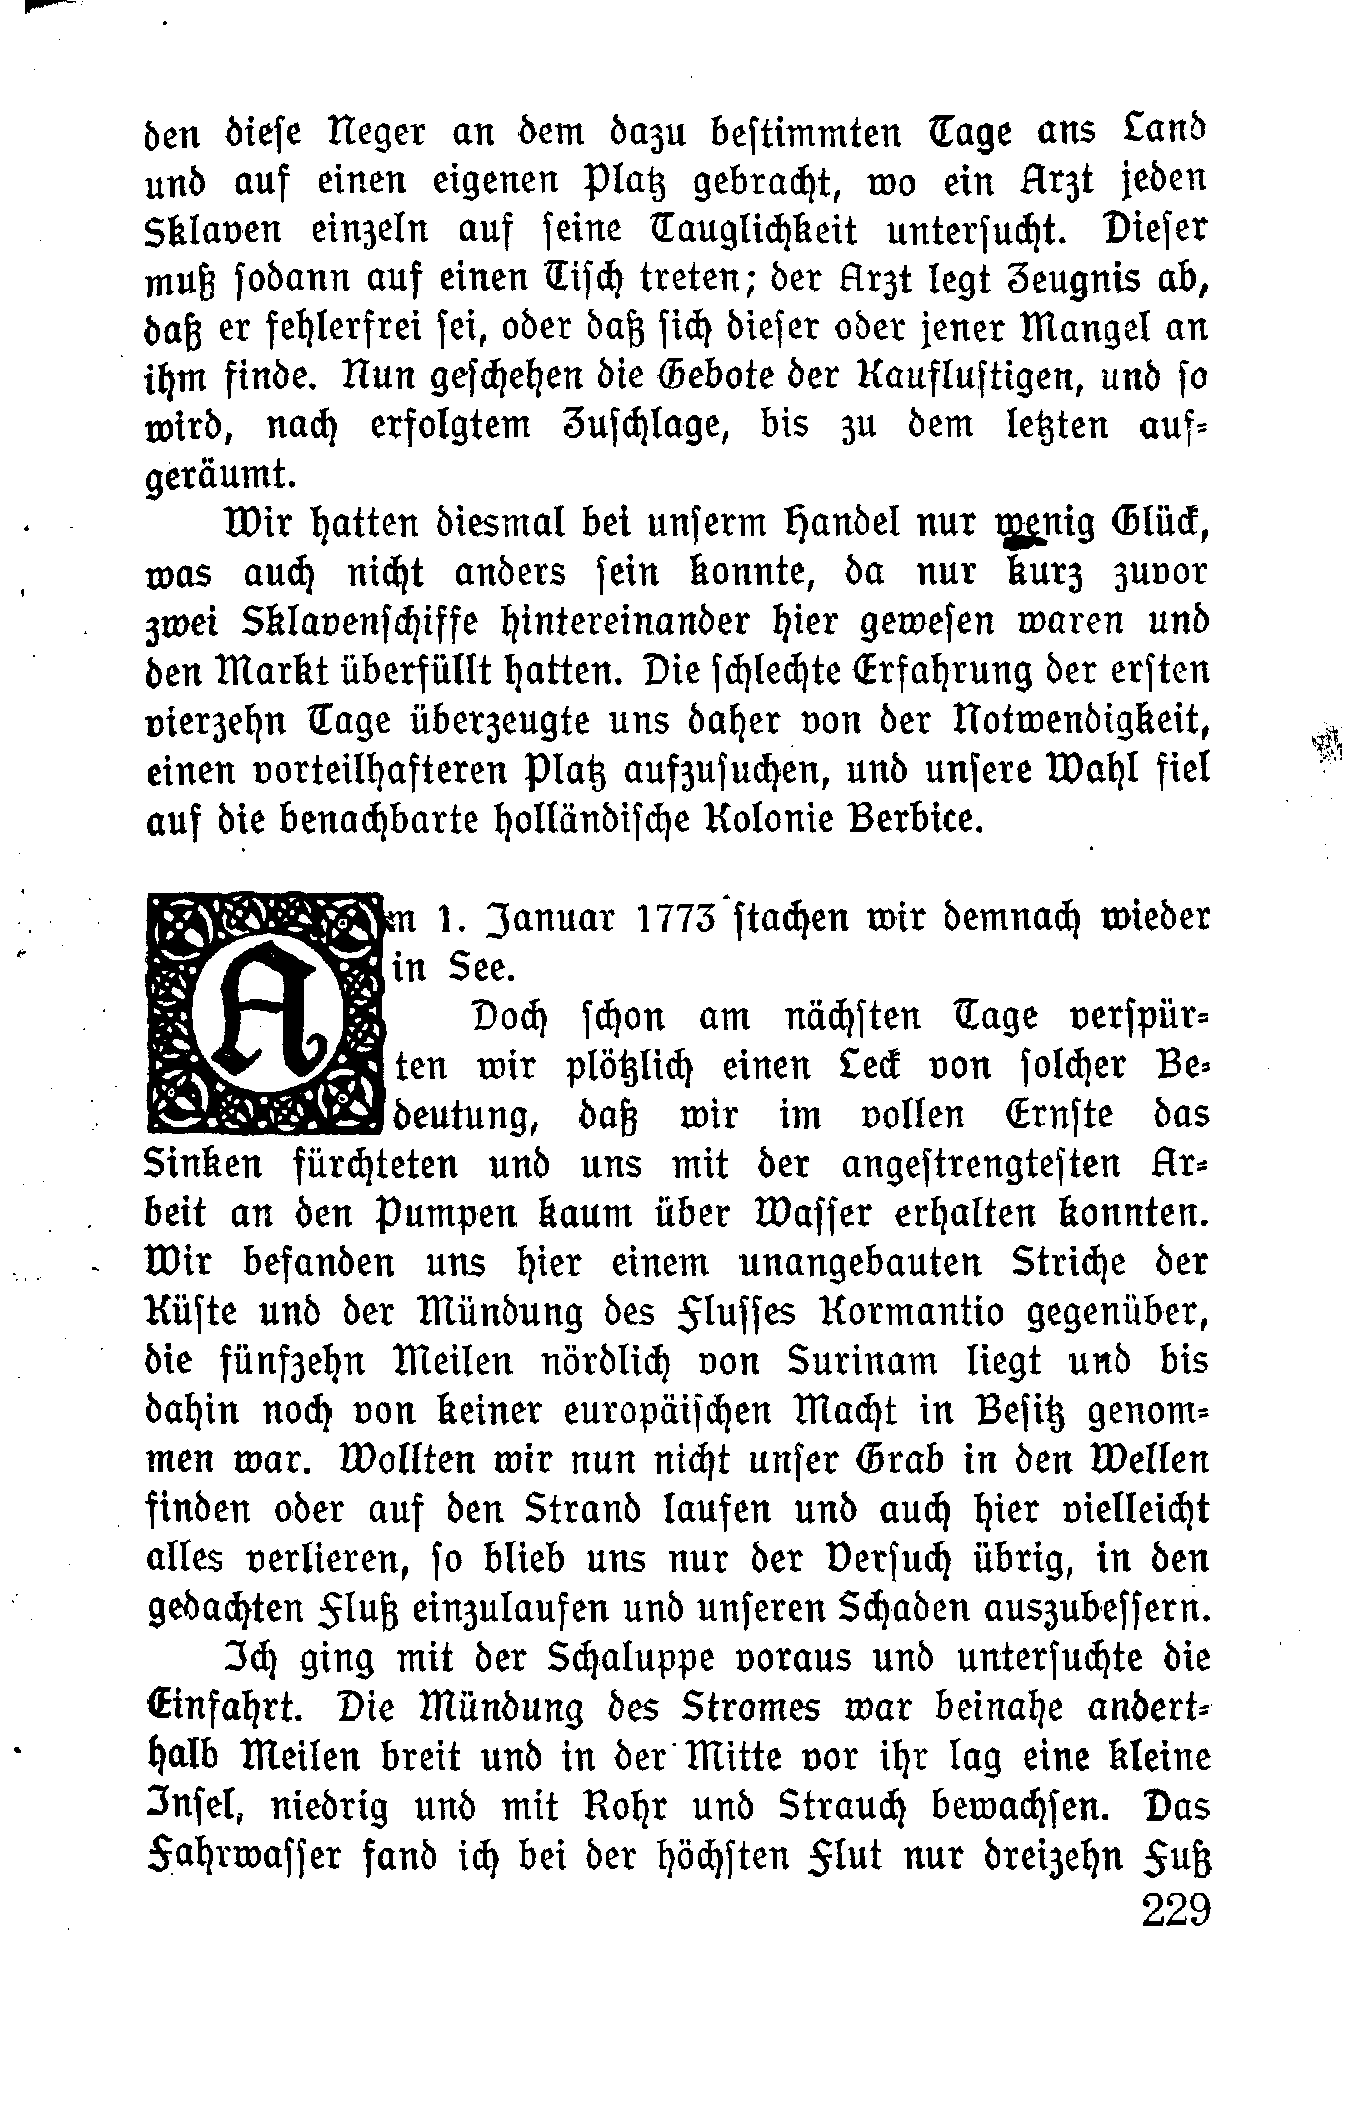 den dieſe Neger an dem dazu beſtimmten Tage ans Land
und auf einen eigenen Platz gebracht, wo ein Arzt jeden
Sklaven einzeln auf ſeine Tauglichkeit unterſucht. Dieſer
muß ſodann auf einen Tiſch treten; der Arzt legt Zeugnis ab,
daß er fehlerfrei ſei, oder daß ſich dieſer oder jener Mangel an
ihm finde. Nun geſchehen die Gebote der Kaufluſtigen, und ſo
wird, nach erfolgtem Zuſchlage, bis zu dem letzten auf⸗
geräumt.
Wir hatten diesmal bei unſerm Handel nur wenig Glück,
was auch nicht anders ſein konnte, da nur kurz zuvor
zwei Sklavenſchiffe hintereinander hier geweſen waren und
den Markt überfüllt hatten. Die ſchlechte Erfahrung der erſten
vierzehn Tage überzeugte uns daher von der Notwendigkeit,
einen vorteilhafteren Platz aufzuſuchen, und unſere Wahl fiel
auf die benachbarte holländiſche Kolonie Berbice.
Am 1. Januar 1773 ſtachen wir demnach wieder
in See.
Doch ſchon am nächſten Tage verſpür⸗
ten wir plötzlich einen Leck von ſolcher Be⸗
deutung, daß wir im vollen Ernſte das
Sinken fürchteten und uns mit der angeſtrengteſten Ar⸗
beit an den Pumpen kaum über Waſſer erhalten konnten.
Wir befanden uns hier einem unangebauten Striche der
Küſte und der Mündung des Fluſſes Kormantio gegenüber,
die fünfzehn Meilen nördlich von Surinam liegt und bis
dahin noch von keiner europäiſchen Macht in Beſitz genom⸗
men war. Wollten wir nun nicht unſer Grab in den Wellen
finden oder auf den Strand laufen und auch hier vielleicht
alles verlieren, ſo blieb uns nur der Verſuch übrig, in den
gedachten Fluß einzulaufen und unſeren Schaden auszubeſſern.
Ich ging mit der Schaluppe voraus und unterſuchte die
Einfahrt. Die Mündung des Stromes war beinahe andert⸗
halb Meilen breit und in der Mitte vor ihr lag eine kleine
Inſel, niedrig und mit Rohr und Strauch bewachſen. Das
Fahrwaſſer fand ich bei der höchſten Flut nur dreizehn Fuß
229